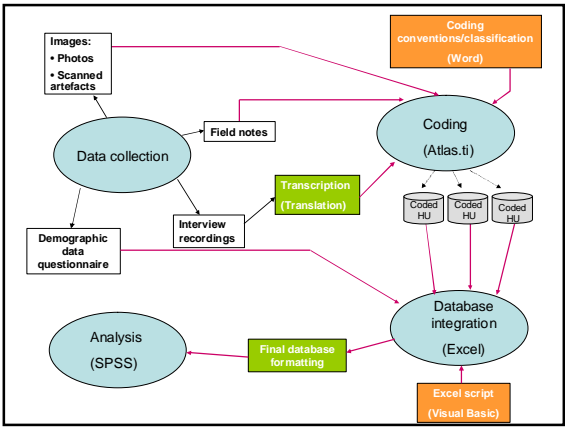 Images:
• Photos
• Scanned
artefacts
Coding
conventions/classification
(Word)
Field notes
Coding
(Atlas.ti)
Data collection
Transcription
(Translation)
Coded
HU
Coded
HU
Coded
HU
Interview
recordings
Demographic
data
questionnaire
Database
integration
(Excel)
Analysis
(SPSS)
Final database
formatting
Excel script
(Visual Basic)